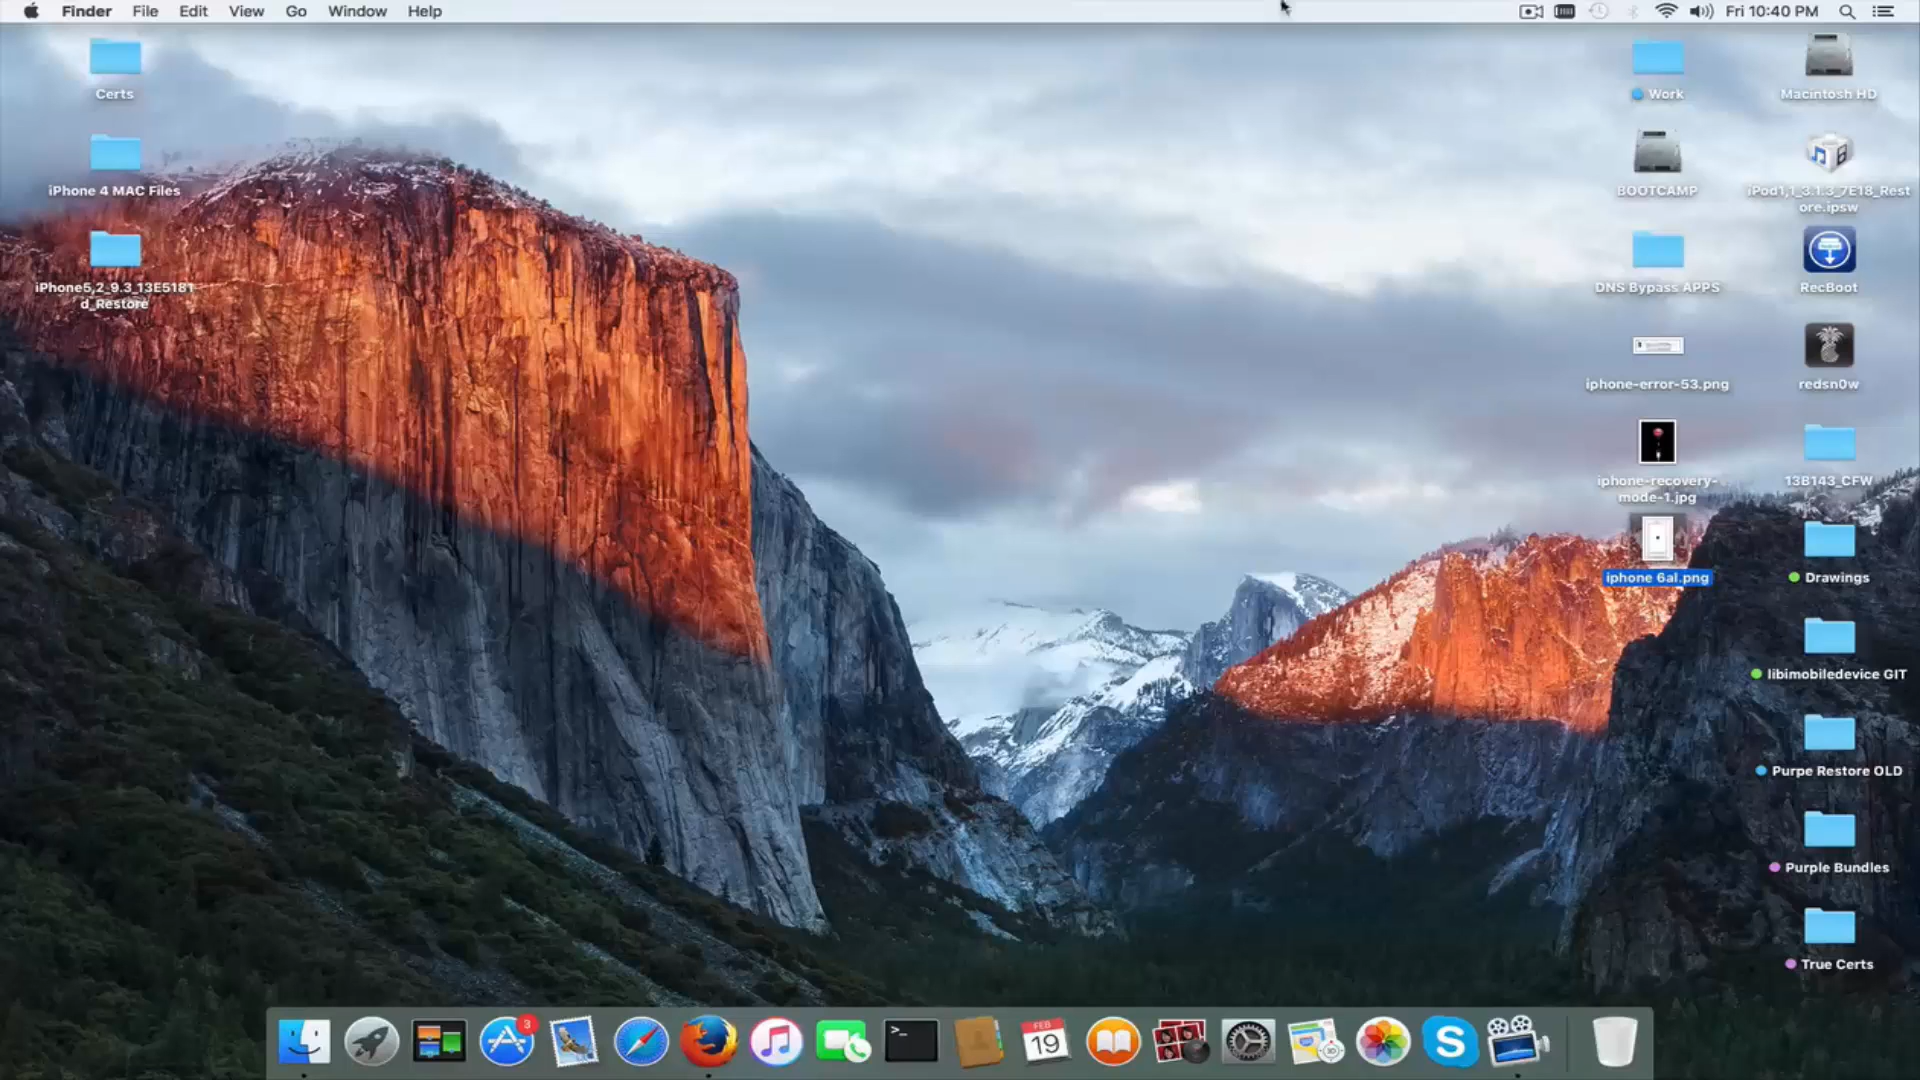 Finder File Edit View Go Window Help
Fri 10:40 PM
Certs
iPhone 4 MAC Files
iPhone5,2_9.3_13E5181
d_Restore
Work
Macintosh HD
BOOTCAMP
iPod1,1_3.1.3_7E18_Rest
ore.ipsw
DNS Bypass APPS
RecBoot
iphone-error-53.png
redsn0w
iphone-recovery-
mode-1.jpg
13B143_CFW
iphone 6al.png
Drawings
libimobiledevice GIT
Purpe Restore OLD
Purple Bundles
True Certs
3
>_
FEB
19
3D
S